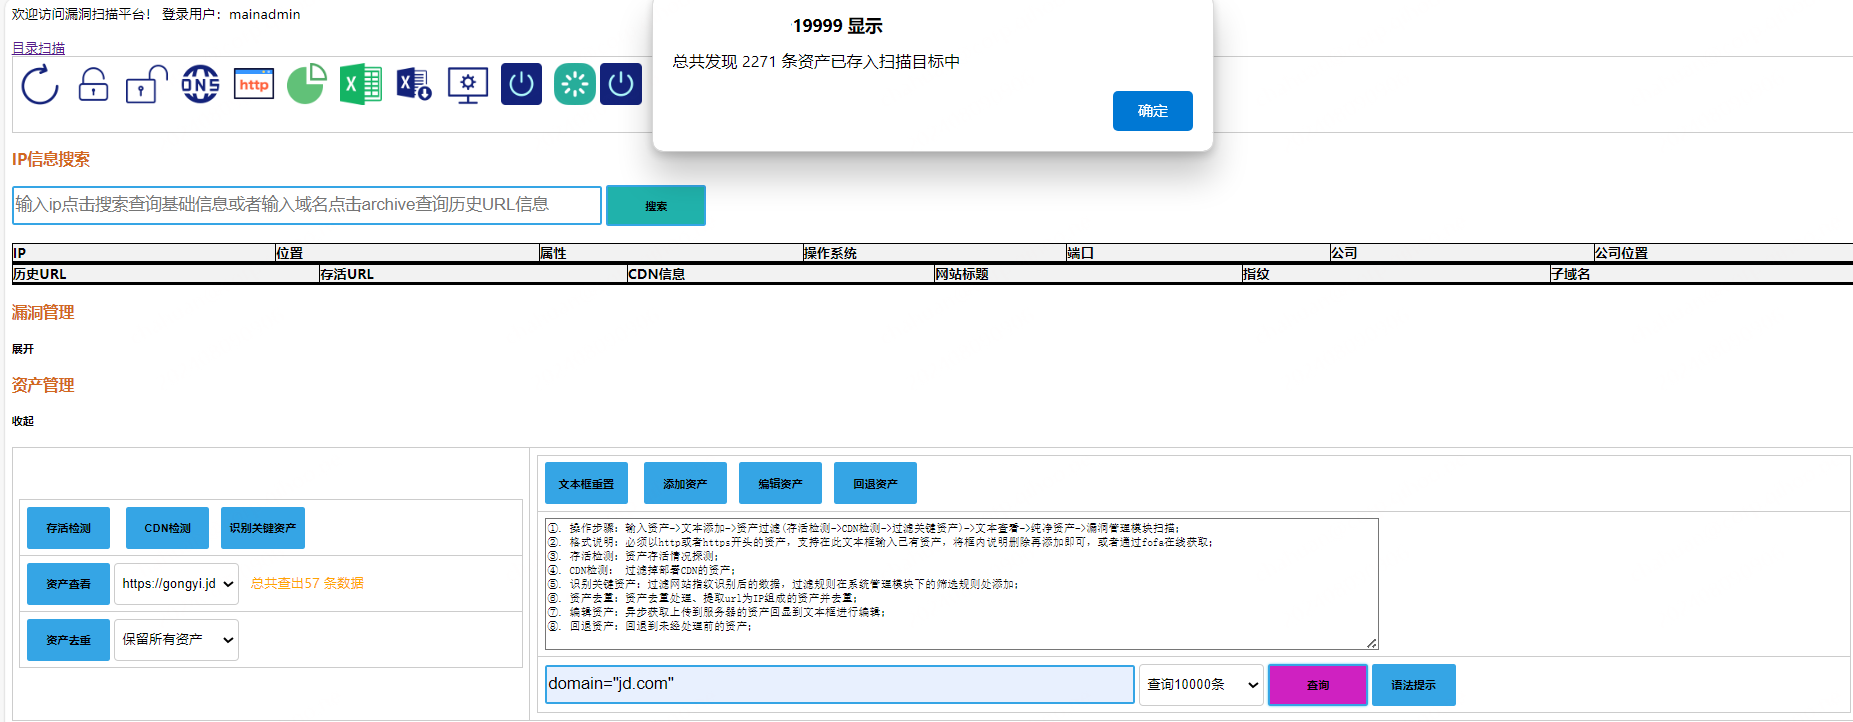 欢迎访问漏洞扫描平台！ 登录用户：mainadmin
19999 显示
总共发现 2271 条资产已存入扫描目标中
确定
目录扫描
DNS
http
X
X
IP信息搜索
输入ip点击搜索查询基础信息或者输入域名点击archive查询历史URL信息
搜索
IP 位置 属性 操作系统 端口 公司 公司位置
历史URL 存活URL CDN信息 网站标题 指纹 子域名
漏洞管理
展开
资产管理
收起
存活检测 CDN检测 识别关键资产
资产查看 https://gongyi.jd 总共查出57 条数据
资产去重 保留所有资产
文本框重置 添加资产 编辑资产 回退资产
①. 操作步骤：输入资产->文本添加->资产过滤(存活检测->CDN检测->过滤关键资产)->文本查看->纯净资产->漏洞管理模块扫描；
②. 格式说明：必须以http或者https开头的资产，支持在此文本框输入已有资产，将框内说明删除再添加即可，或者通过fofa在线获取；
③. 存活检测：资产存活情况探测；
④. CDN检测： 过滤掉部署CDN的资产；
⑤. 识别关键资产：过滤网站指纹识别后的数据，过滤规则在系统管理模块下的筛选规则处添加；
⑥. 资产去重：资产去重处理、提取url为IP组成的资产并去重；
⑦. 编辑资产：异步获取上传到服务器的资产回显到文本框进行编辑；
⑧. 回退资产：回退到未经处理前的资产；
domain="jd.com" 查询10000条 查询 语法提示